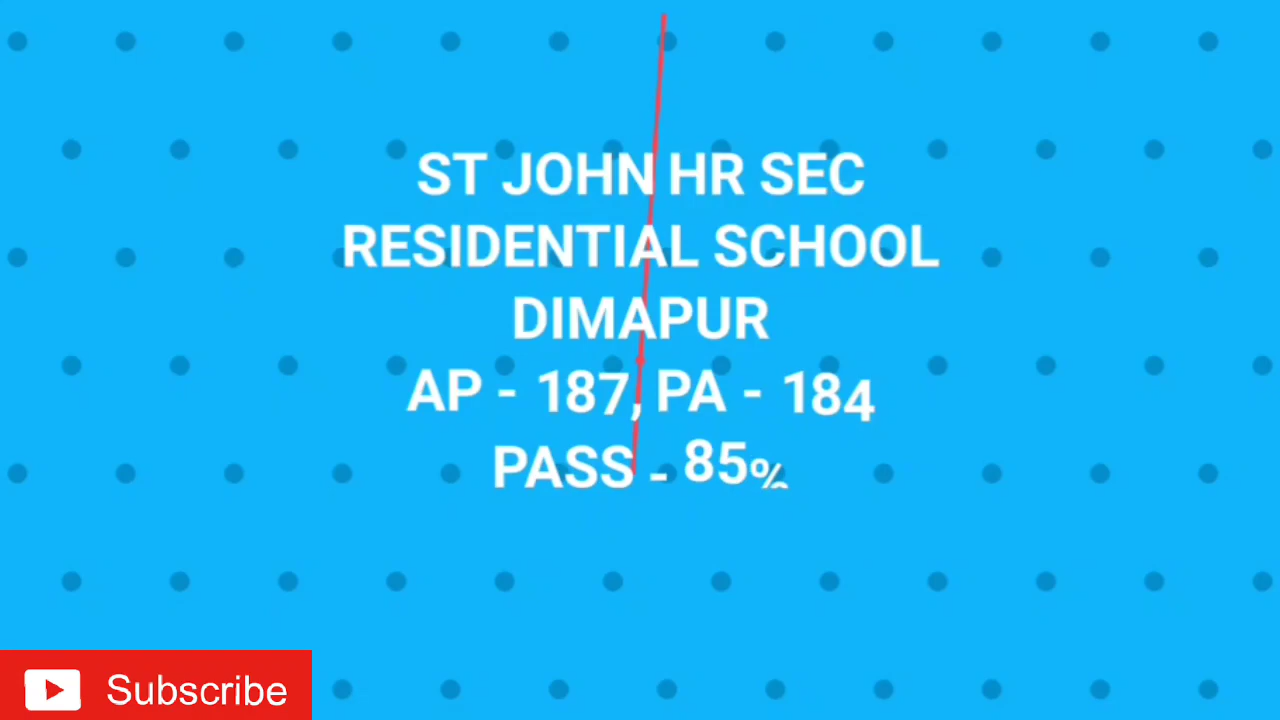 ST JOHN HR SEC
RESIDENTIAL SCHOOL
DIMAPUR
AP - 187, PA - 184
PASS - 85%
Subscribe